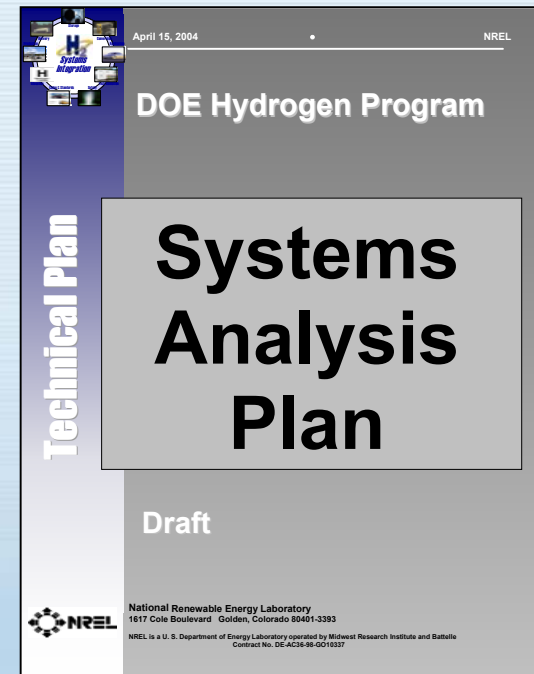 April 15, 2004 • NREL
H2
Systems
Integration
DOE Hydrogen Program
Technical Plan
Systems
Analysis
Plan
Draft
NREL
National Renewable Energy Laboratory
1617 Cole Boulevard Golden, Colorado 80401-3393
NREL is a U. S. Department of Energy Laboratory operated by Midwest Research Institute and Battelle
Contract No. DE-AC36-98-GO10337